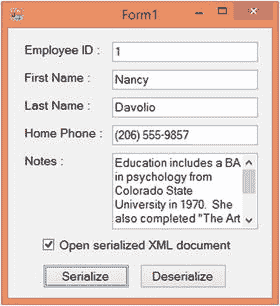 Form1
Employee ID : 1
First Name : Nancy
Last Name : Davolio
Home Phone : (206) 555-9857
Notes : Education includes a BA
in psychology from
Colorado State
University in 1970. She
also completed "The Art
Open serialized XML document
Serialize Deserialize